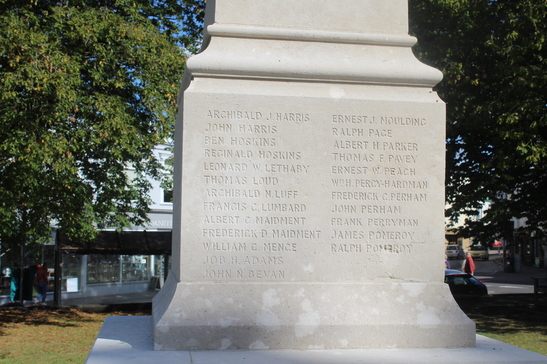 ARCHIBALD J. HARRIS
JOHN HARRIS
BEN HOSKINS
REGINALD HOSKINS
LEONARD W. LETHABY
THOMAS LOUD
ARCHIBALD N. LUFF
FRANCIS C. LUMBARD
ALBERT C. MAIDMENT
FREDERICK D. MAIDMENT
WILLIAM G. MENCE
JOB H. ADAMS
JOHN N. BEVAN
ERNEST J. MOULDING
RALPH PAGE
ALBERT H. PARKER
THOMAS F. PAVEY
ERNEST W. PEACH
W.H. PERCY-HARDMAN
FREDERICK C. PERHAM
JOHN PERHAM
FRANK PERRYMAN
JAMES POMEROY
RALPH POMEROY